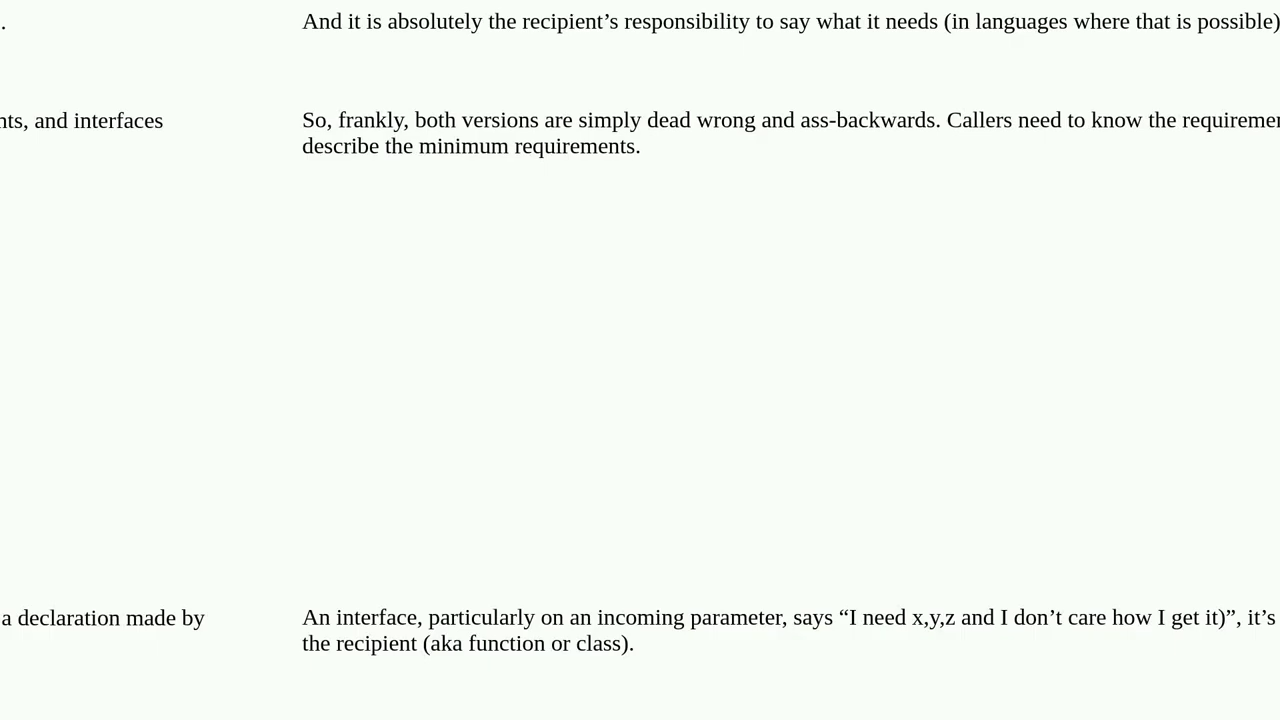 .
And it is absolutely the recipient’s responsibility to say what it needs (in languages where that is possible)
nts, and interfaces
So, frankly, both versions are simply dead wrong and ass-backwards. Callers need to know the
describe the minimum requirements.
a declaration made by
An interface, particularly on an incoming parameter, says “I need x,y,z and I don’t care how I get it)”, it’s
the recipient (aka function or class).